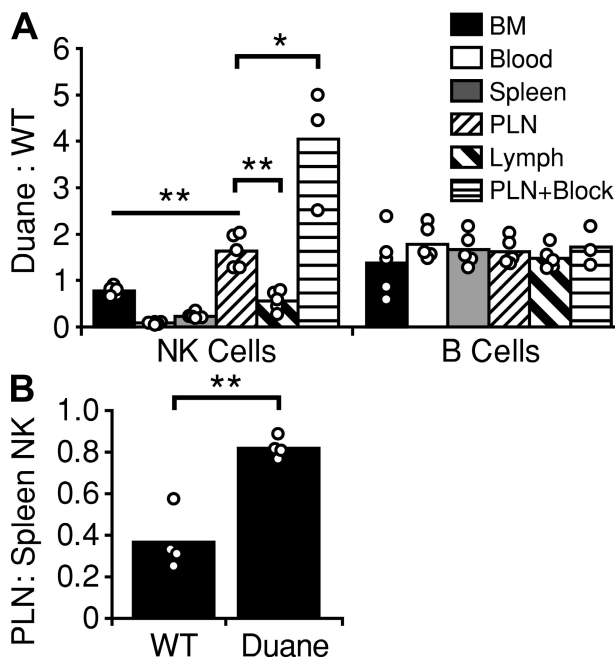 A
Duane : WT
6
5
4
3
2
1
0
*
**
**
BM
Blood
Spleen
PLN
Lymph
PLN+Block
NK Cells
B Cells
B
PLN: Spleen NK
1.0
0.8
0.6
0.4
0.2
0
**
WT
Duane